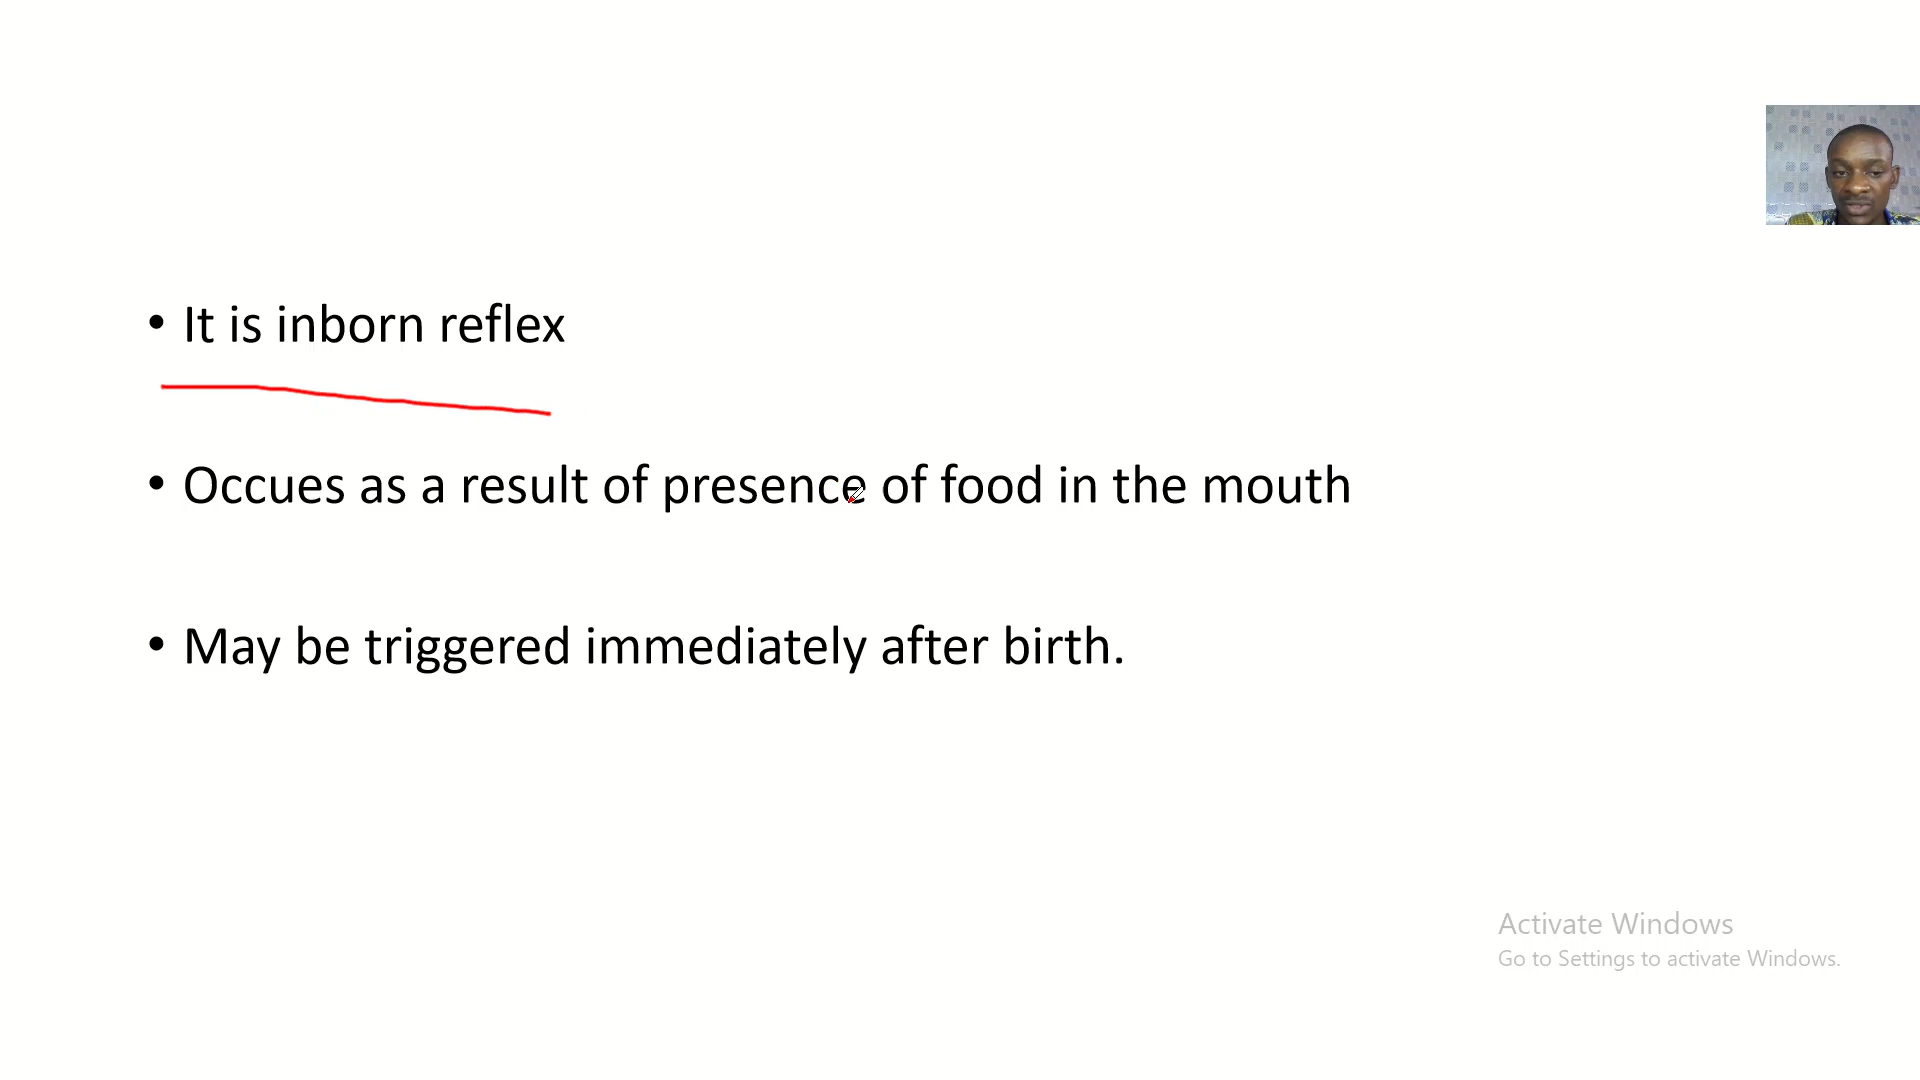 • It is inborn reflex
• Occues as a result of presence of food in the mouth
• May be triggered immediately after birth.
Activate Windows
Go to Settings to activate Windows.